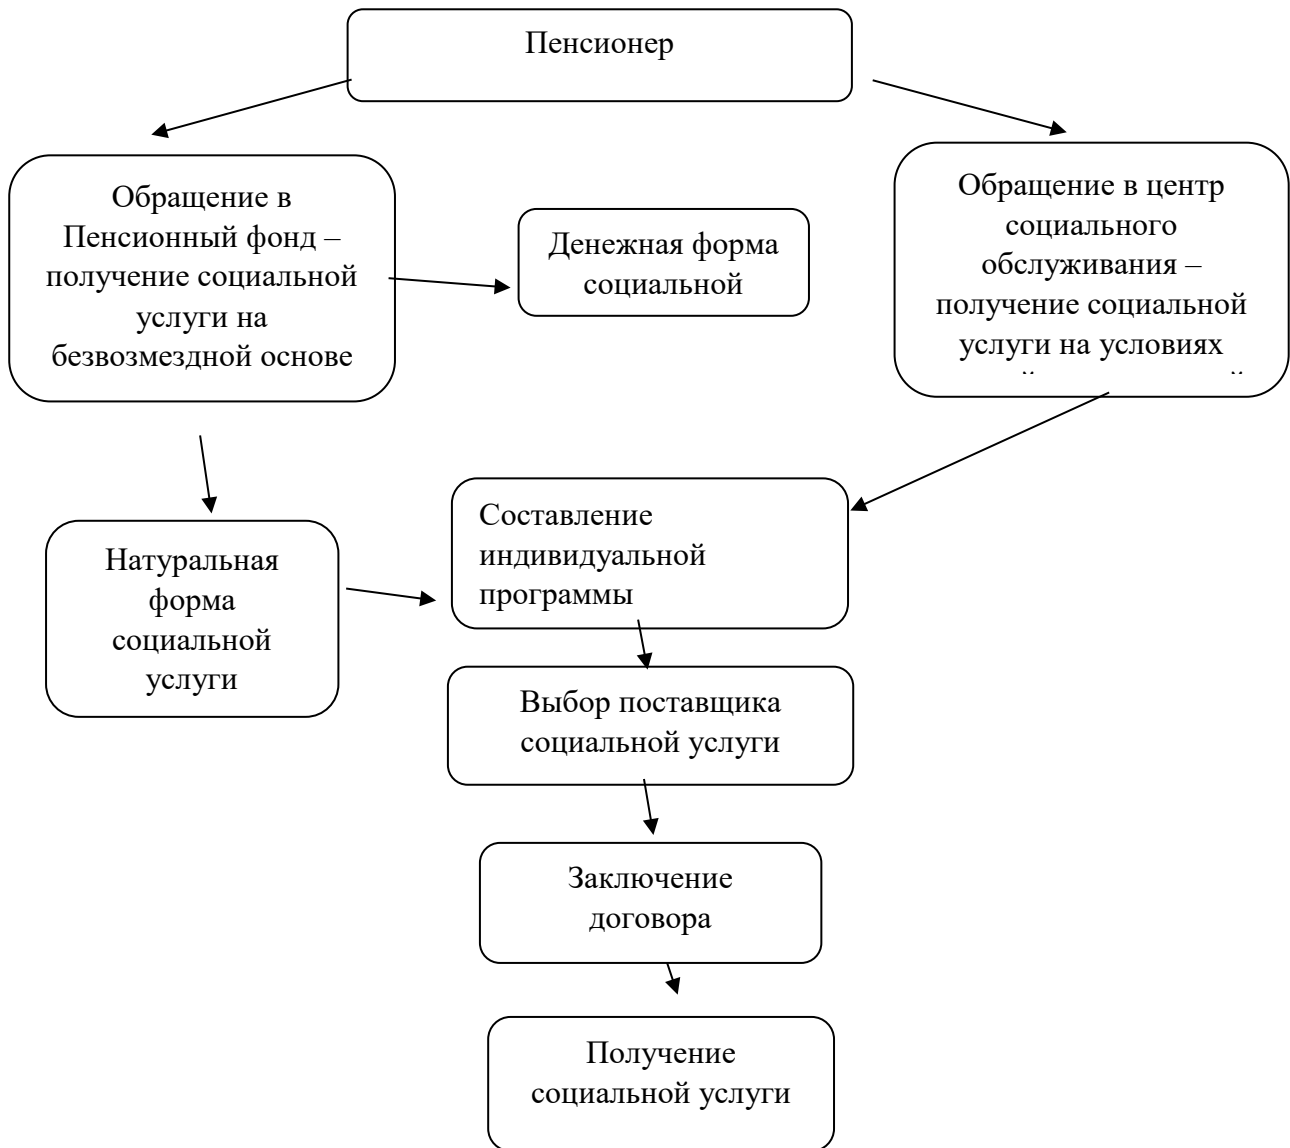 Пенсионер
Обращение в
Пенсионный фонд –
получение социальной
услуги на
безвозмездной основе
Денежная форма
социальной
Обращение в центр
социального
обслуживания –
получение социальной
услуги на условиях
Натуральная
форма
социальной
услуги
Составление
индивидуальной
программы
Выбор поставщика
социальной услуги
Заключение
договора
Получение
социальной услуги